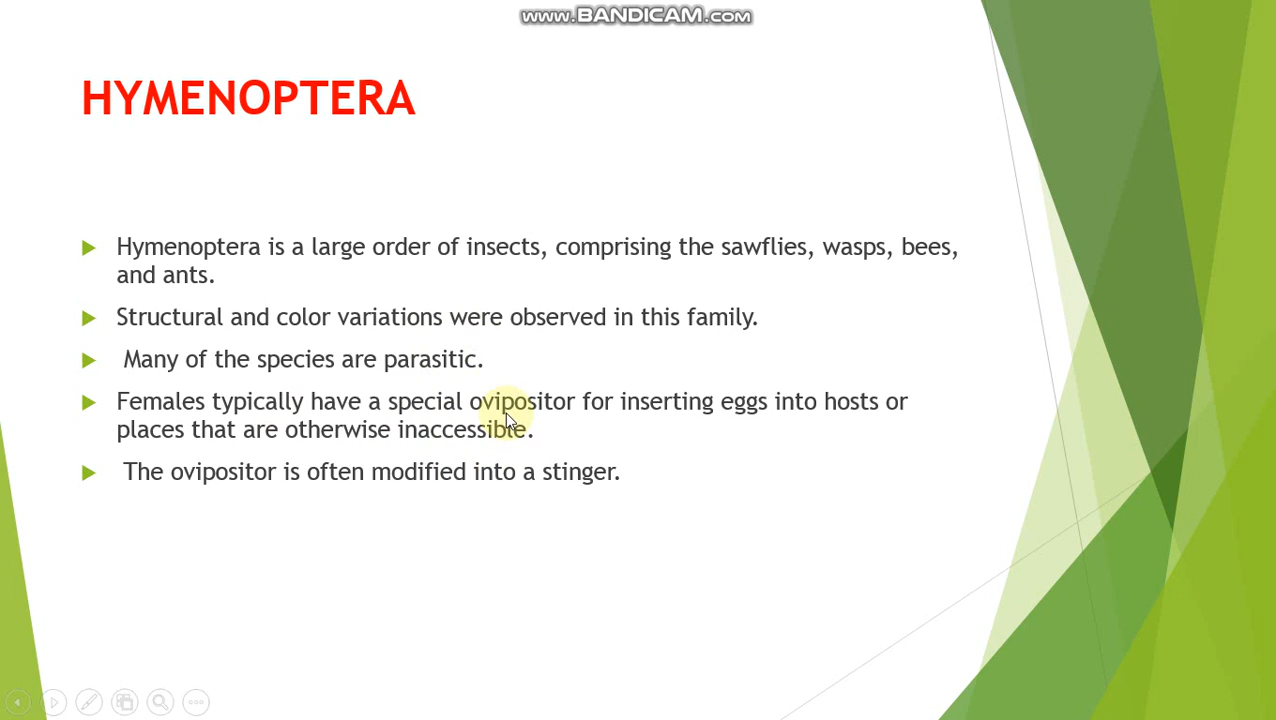 www.BANDICAM.com
HYMENOPTERA
Hymenoptera is a large order of insects, comprising the sawflies, wasps, bees,
and ants.
Structural and color variations were observed in this family.
Many of the species are parasitic.
Females typically have a special ovipositor for inserting eggs into hosts or
places that are otherwise inaccessible.
The ovipositor is often modified into a stinger.